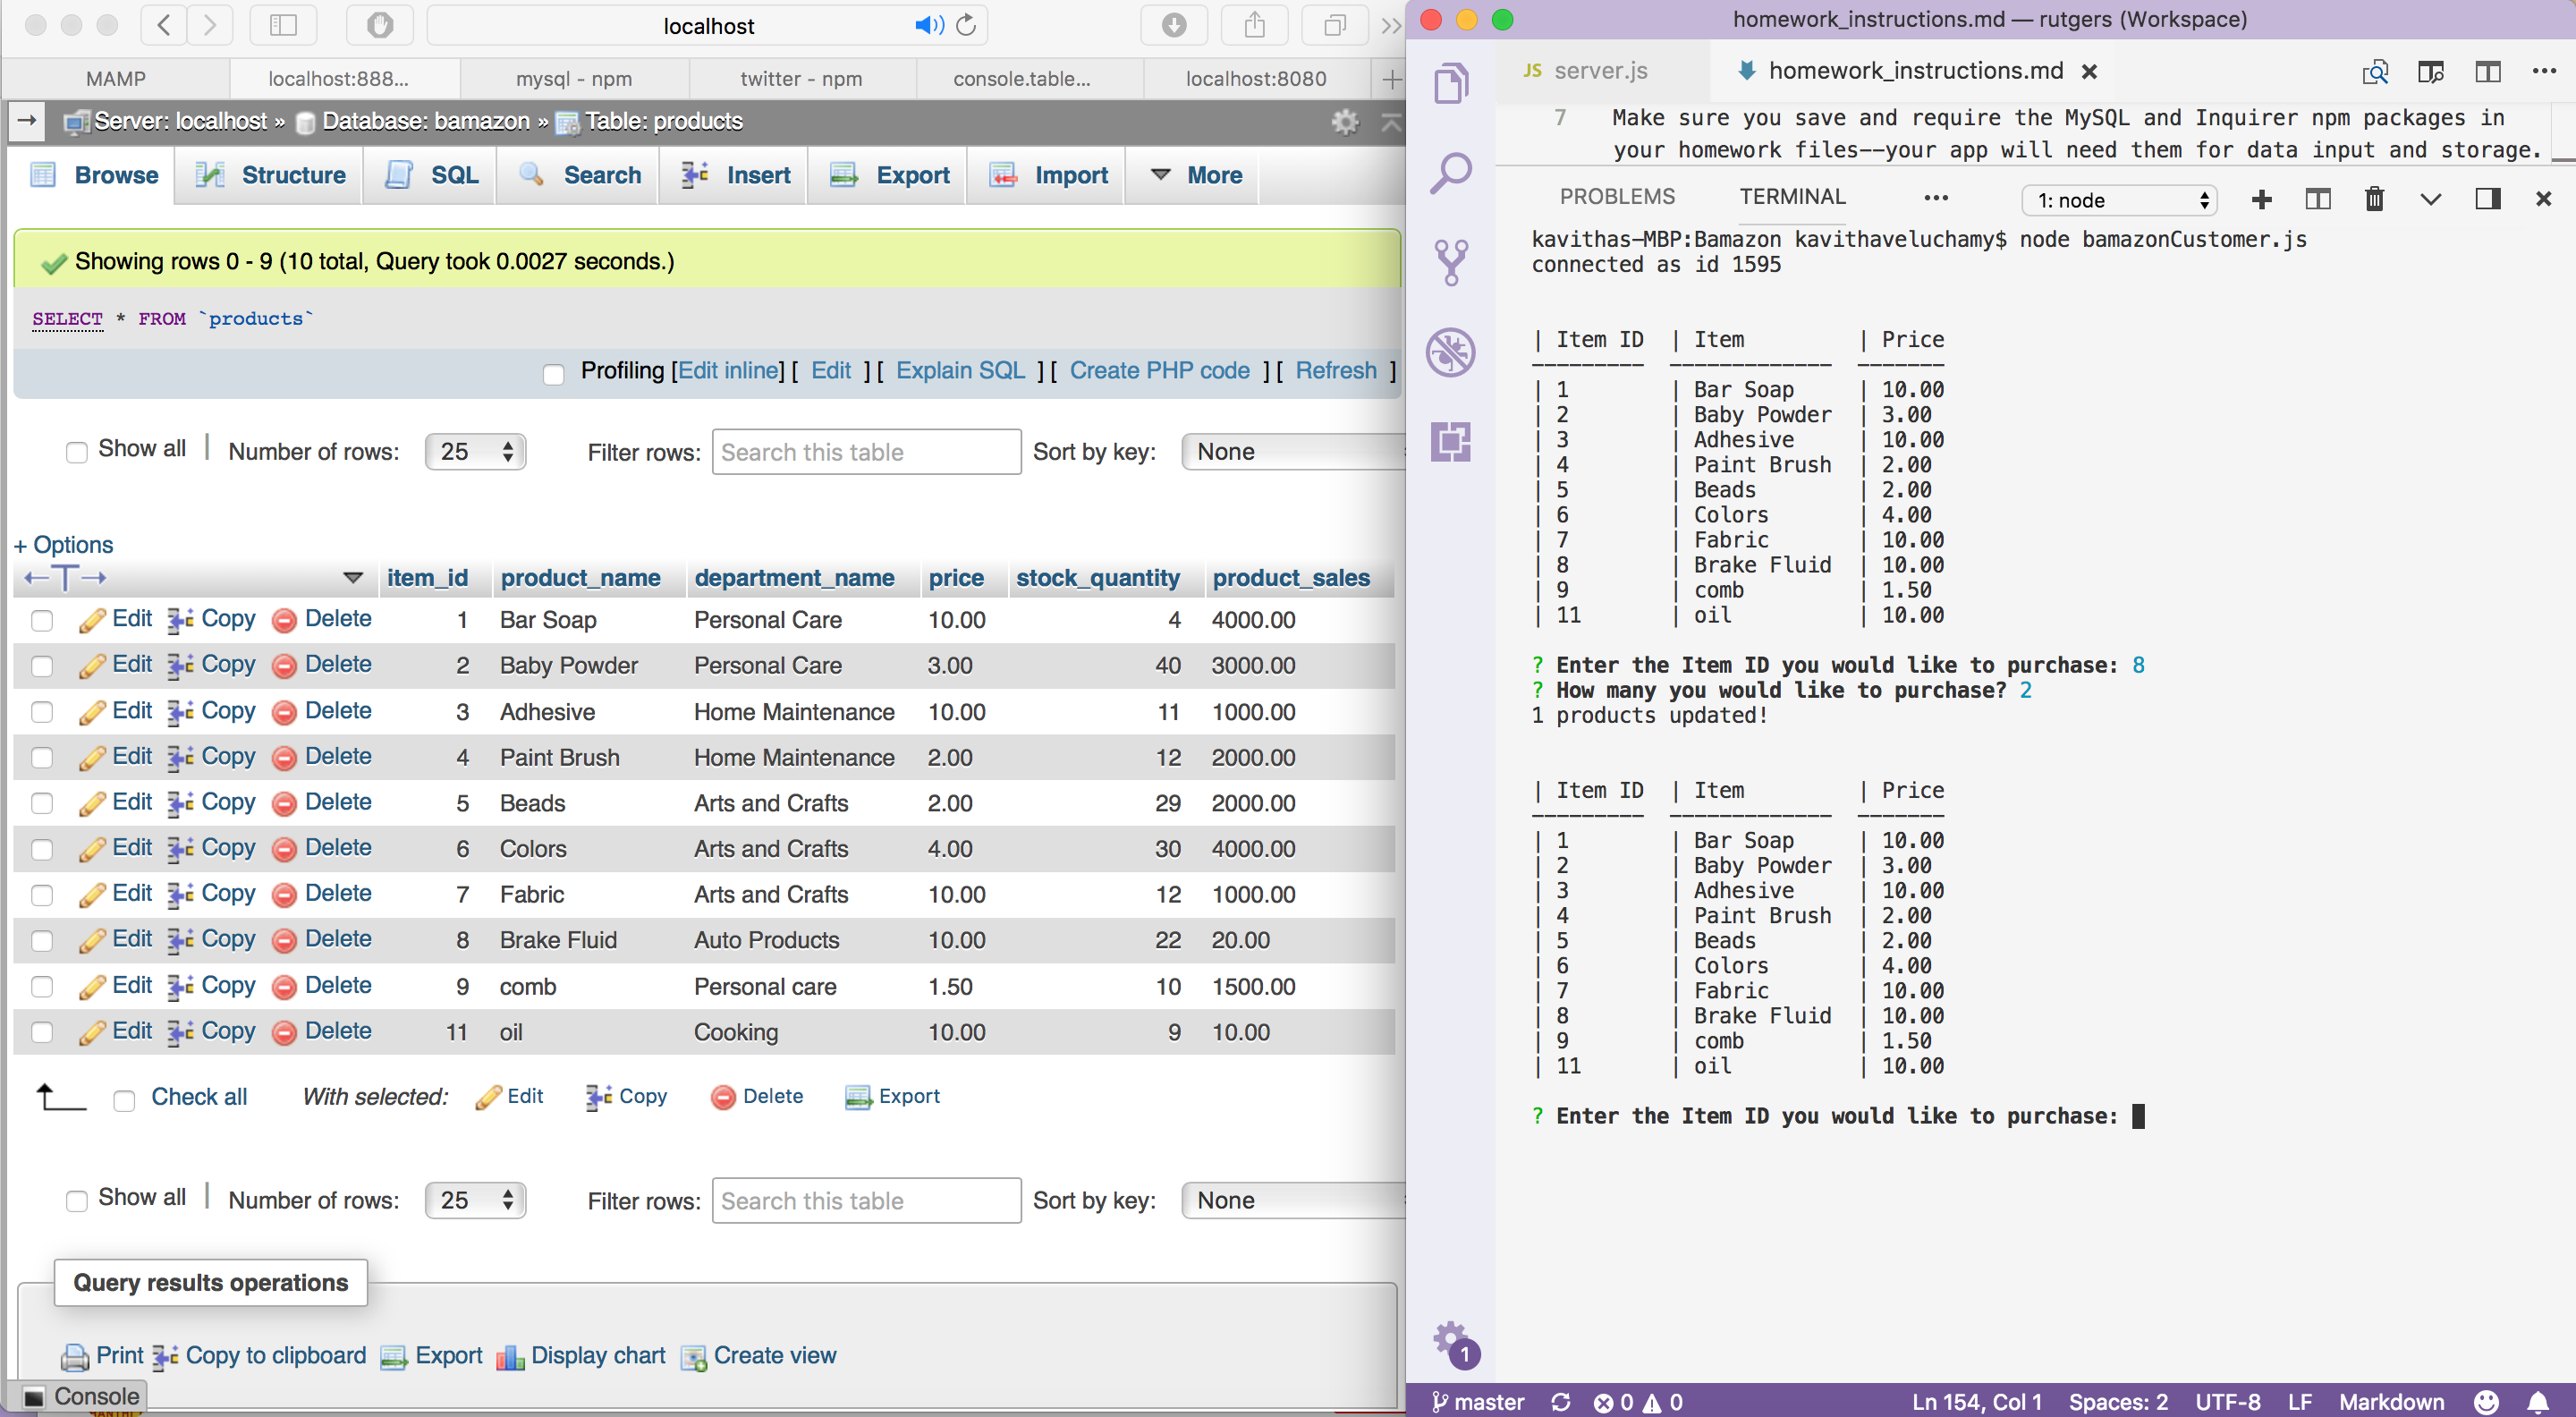 localhost
MAMP
localhost:888...
mysql - npm
twitter - npm
console.table...
localhost:8080
Server: localhost » Database: bamazon » Table: products
Browse Structure SQL Search Insert Export Import More
Showing rows 0 - 9 (10 total, Query took 0.0027 seconds.)
SELECT * FROM `products`
Profiling [Edit inline] [ Edit ] [ Explain SQL ] [ Create PHP code ] [ Refresh ]
Show all | Number of rows: 25 Filter rows: Search this table Sort by key: None
+ Options
←T→ item_id product_name department_name price stock_quantity product_sales
Edit Copy Delete 1 Bar Soap Personal Care 10.00 4 4000.00
Edit Copy Delete 2 Baby Powder Personal Care 3.00 40 3000.00
Edit Copy Delete 3 Adhesive Home Maintenance 10.00 11 1000.00
Edit Copy Delete 4 Paint Brush Home Maintenance 2.00 12 2000.00
Edit Copy Delete 5 Beads Arts and Crafts 2.00 29 2000.00
Edit Copy Delete 6 Colors Arts and Crafts 4.00 30 4000.00
Edit Copy Delete 7 Fabric Arts and Crafts 10.00 12 1000.00
Edit Copy Delete 8 Brake Fluid Auto Products 10.00 22 20.00
Edit Copy Delete 9 comb Personal care 1.50 10 1500.00
Edit Copy Delete 11 oil Cooking 10.00 9 10.00
Check all With selected: Edit Copy Delete Export
Show all | Number of rows: 25 Filter rows: Search this table Sort by key: None
Query results operations
Print Copy to clipboard Export Display chart Create view
Console
homework_instructions.md — rutgers (Workspace)
JS server.js homework_instructions.md
7 Make sure you save and require the MySQL and Inquirer npm packages in
your homework files--your app will need them for data input and storage.
PROBLEMS TERMINAL ... 1: node
kavithas-MBP:Bamazon kavithaveluchamy$ node bamazonCustomer.js
connected as id 1595
| Item ID | Item | Price
--------- ------------- -------
| 1 | Bar Soap | 10.00
| 2 | Baby Powder | 3.00
| 3 | Adhesive | 10.00
| 4 | Paint Brush | 2.00
| 5 | Beads | 2.00
| 6 | Colors | 4.00
| 7 | Fabric | 10.00
| 8 | Brake Fluid | 10.00
| 9 | comb | 1.50
| 11 | oil | 10.00
? Enter the Item ID you would like to purchase: 8
? How many you would like to purchase? 2
1 products updated!
| Item ID | Item | Price
--------- ------------- -------
| 1 | Bar Soap | 10.00
| 2 | Baby Powder | 3.00
| 3 | Adhesive | 10.00
| 4 | Paint Brush | 2.00
| 5 | Beads | 2.00
| 6 | Colors | 4.00
| 7 | Fabric | 10.00
| 8 | Brake Fluid | 10.00
| 9 | comb | 1.50
| 11 | oil | 10.00
? Enter the Item ID you would like to purchase:
1
master 0 0 Ln 154, Col 1 Spaces: 2 UTF-8 LF Markdown